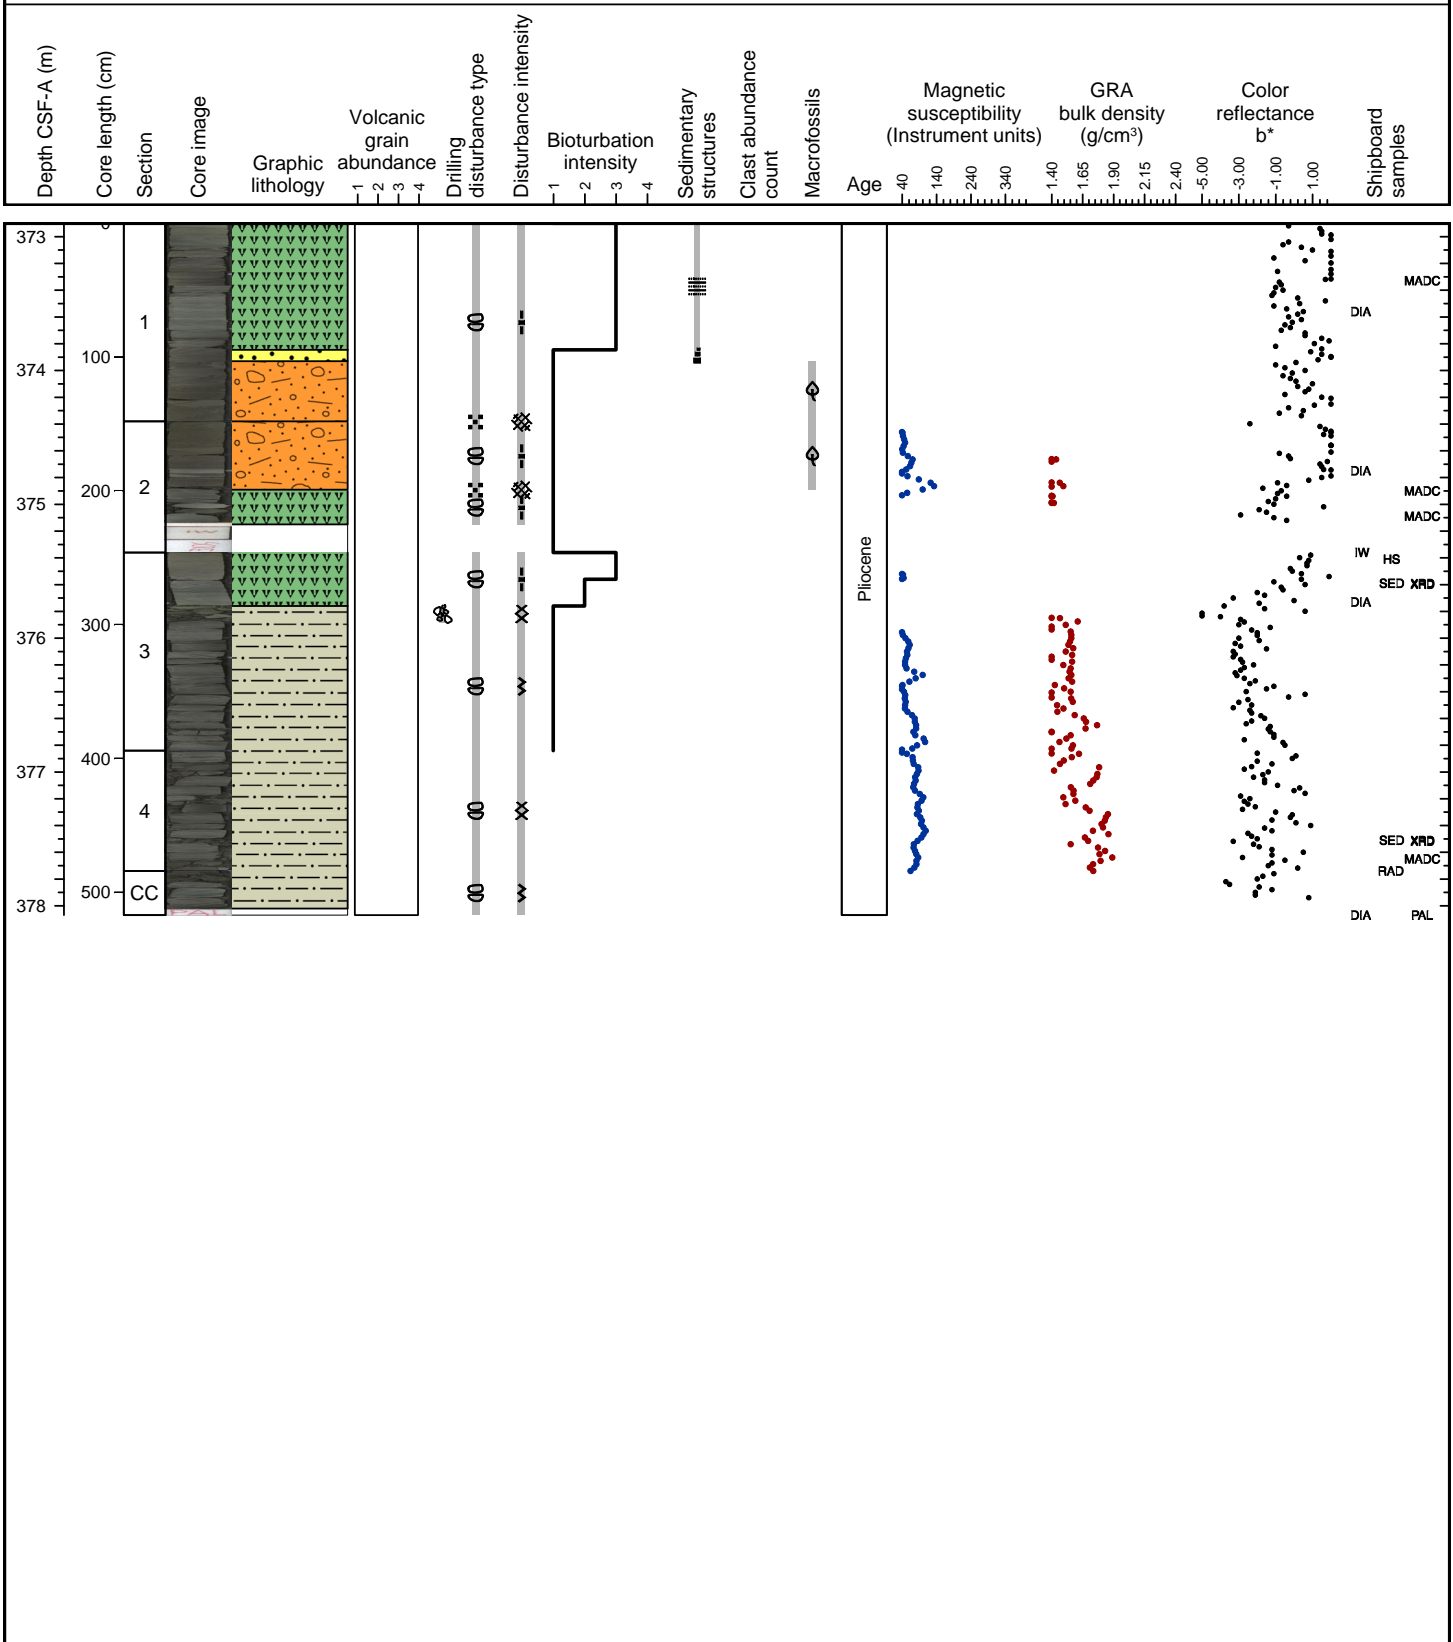 Depth CSF-A (m)
Core length (cm)
Section
Core image
Graphic
lithology
Volcanic
grain
abundance
1 2 3 4
Drilling
disturbance type
Disturbance intensity
Bioturbation
intensity
1 2 3 4
Sedimentary
structures
Clast abundance
count
Macrofossils
Age
Magnetic
susceptibility
(Instrument units)
40 140 240 340
GRA
bulk density
(g/cm³)
1.40 1.65 1.90 2.15 2.40
Color
reflectance
b*
-5.00 -3.00 -1.00 1.00
Shipboard
samples
0
373
MADC
DIA
1
100
374
DIA
2
200
MADC
375
MADC
Pliocene
IW HS
SED XRD
DIA
300
376
3
400
377
4
SED XRD
MADC
RAD
500
CC
378
PAL
DIA PAL